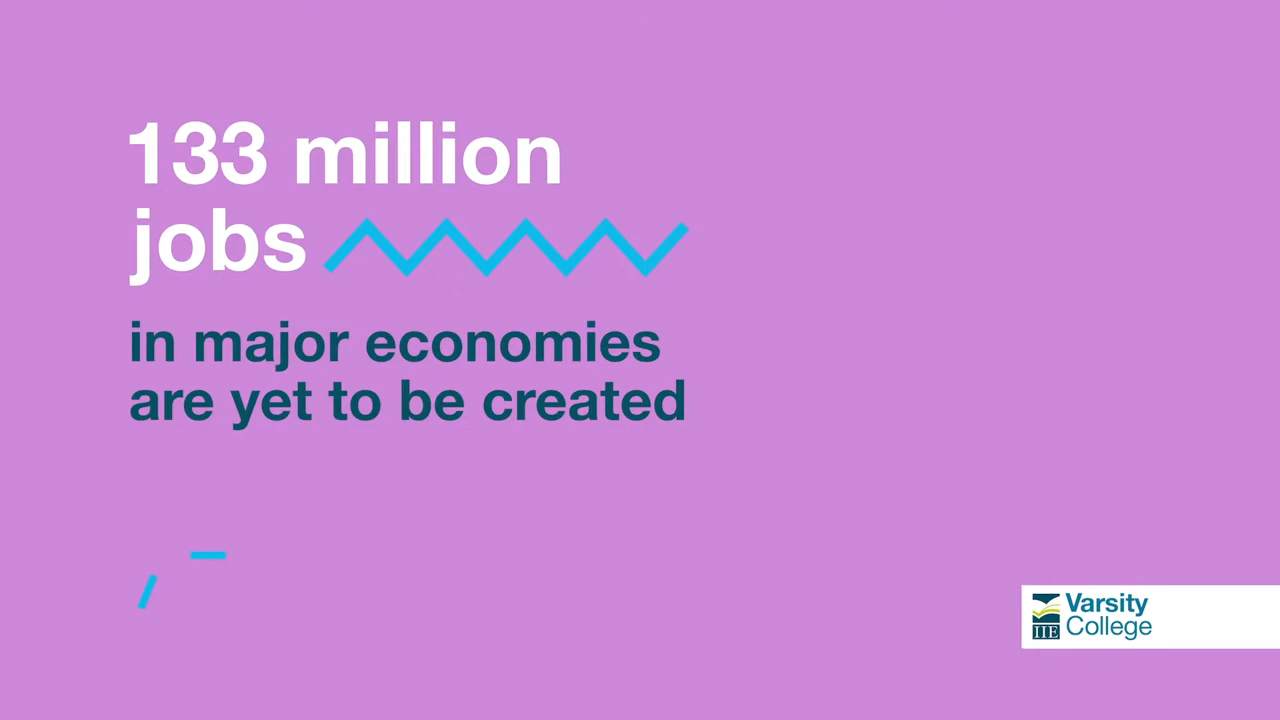 133 million
jobs
in major economies
are yet to be created
IIE
Varsity
College